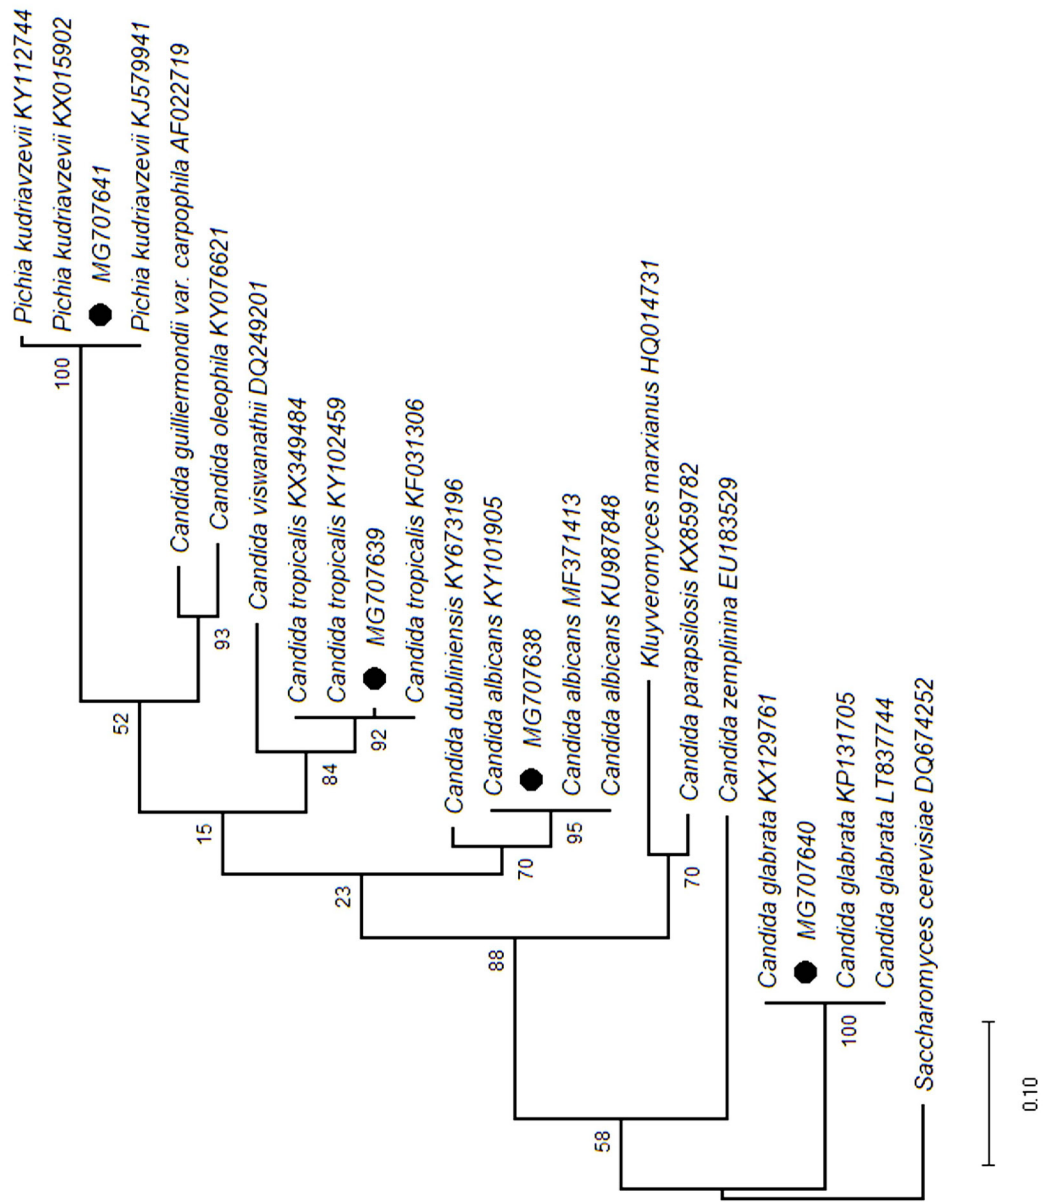 Pichia kudriavzevii KY112744
Pichia kudriavzevii KX015902
MG707641
Pichia kudriavzevii KJ579941
100
Candida guilliermondii var. carpophila AF022719
Candida oleophila KY076621
93
52
Candida viswanathii DQ249201
Candida tropicalis KX349484
Candida tropicalis KY102459
MG707639
Candida tropicalis KF031306
92
84
15
Candida dubliniensis KY673196
Candida albicans KY101905
MG707638
Candida albicans MF371413
Candida albicans KU987848
95
70
23
Kluyveromyces marxianus HQ014731
Candida parapsilosis KX859782
70
88
Candida zemplinina EU183529
58
Candida glabrata KX129761
MG707640
Candida glabrata KP131705
Candida glabrata LT837744
100
Saccharomyces cerevisiae DQ674252
0.10